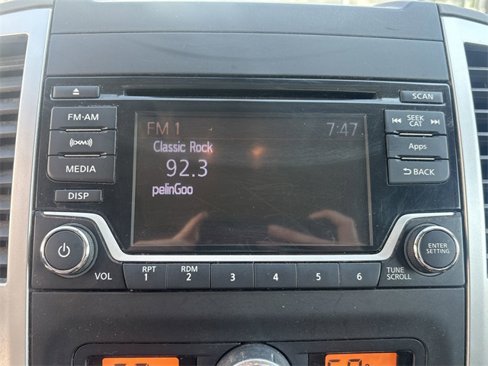 SCAN
FM·AM
SEEK
CAT
FM 1
7:47
Classic Rock
92.3
pelinGoo
Apps
MEDIA
BACK
DISP
VOL
RPT
1
RDM
2
3
4
5
6
TUNE
SCROLL
ENTER
SETTING